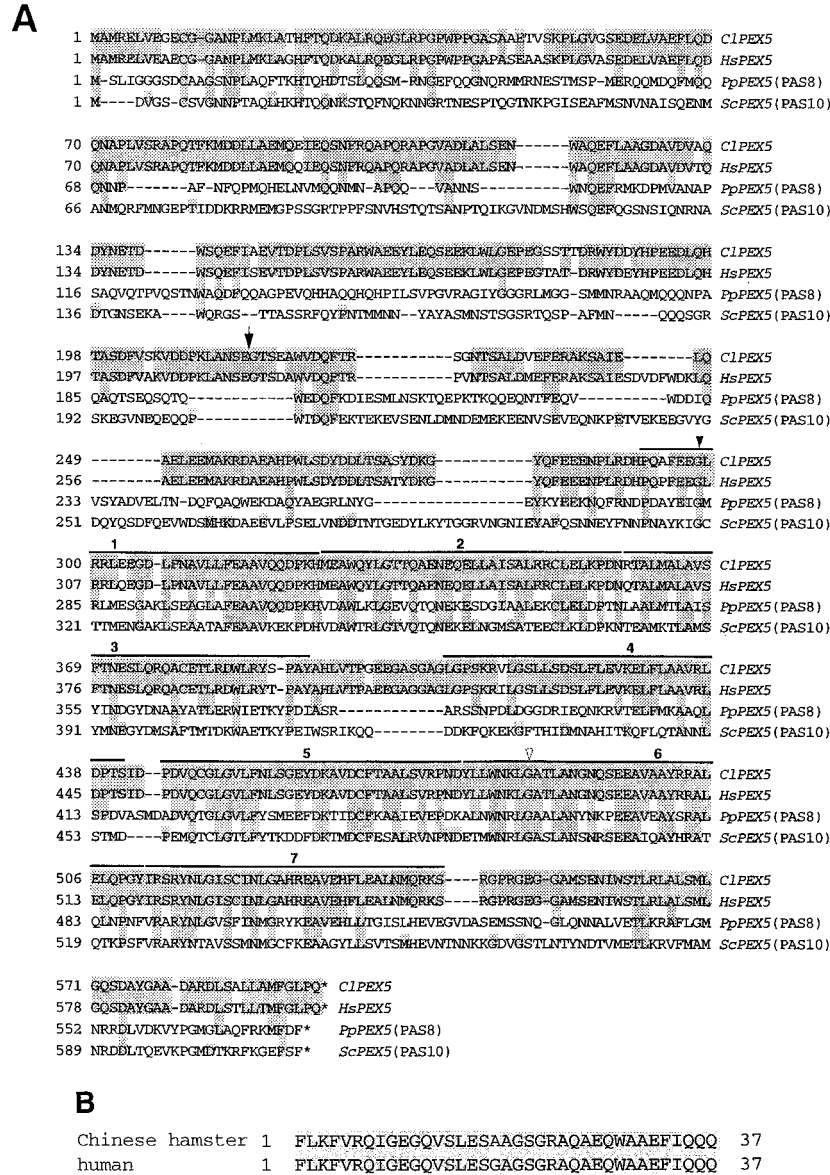 A
1 MAMRELVEGECG-GANPLMKLATHFTQDKALRQEGLRPGPWPPGASAAETVSKPLGVGSEDELVAEFLQD ClPEX5
1 MAMRELVEAECG-GANPLMKLAGHFTQDKALRQEGLRPGPWPPGAPASEAASKPLGVASEDELVAEFLQD HsPEX5
1 M-SLIGGGSDCAAGSNPLAQFTKHTQHDTSLQQSM-RNGEFQQGNQRMMRNESTMSP-MERQQMDQFMQQ PpPEX5(PAS8)
1 M----DVGS-CSVGNNPTAQLHKHTQQNKSTQFNQKNNGRTNESPTQGTNKPGISEAFMSNVNAISQENM ScPEX5(PAS10)
70 QNAPLVSRAPQTFKMDDLLAEMQEIEQSNFRQAPQRAPGVADLALSEN------WAQEFLAAGDAVDVAQ ClPEX5
70 QNAPLVSRAPQTFKMDDLLAEMQQIEQSNFRQAPQRAPGVADLALSEN------WAQEFLAAGDAVDVTQ HsPEX5
68 QNNP-------AF-NFQPMQHELNVMQQNMN-APQQ---VANNS----------WNQEFRMKDPMVANAP PpPEX5(PAS8)
66 ANMQRFMNGEPTIDDKRRMEMGPSSGRTPPFSNVHSTQTSANPTQIKGVNDMSHWSQEFQGSNSIQNRNA ScPEX5(PAS10)
134 DYNETD------WSQEFIAEVTDPLSVSPARWAEEYLEQSEEKLWLGEPEGSSTTDRWYDDYHPEEDLQH ClPEX5
134 DYNETD------WSQEFISEVTDPLSVSPARWAEEYLEQSEEKLWLGEPEGTAT-DRWYDEYHPEEDLQH HsPEX5
116 SAQVQTPVQSTNWAQDFQQAGPEVQHHAQQHQHPILSVPGVRAGIYGGGRLMGG-SMMNRAAQMQQQNPA PpPEX5(PAS8)
136 DTGNSEKA----WQRGS--TTASSRFQYPNTMMNN--YAYASMNSTSGSRTQSP-AFMN----QQQSGR ScPEX5(PAS10)
198 TASDFVSKVDDPKLANSEGTSEAWVDQFTR-----------SGNTSALDVEFERAKSAIE--------LQ ClPEX5
197 TASDFVAKVDDPKLANSEGTSDAWVDQFTR-----------PVNTSALDMEFERAKSAIESDVDFWDKLQ HsPEX5
185 QAQTSEQSQTQ------------WEDQFKDIESMLNSKTQEPKTKQQEQNTFEQV---------WDDIQ PpPEX5(PAS8)
192 SKEGVNEQEQQP-----------WTDQFEKTEKEVSENLDMNDEMEKEENVSEVEQNKPETVEKEEGVYG ScPEX5(PAS10)
249 --------AELEEMAKRDAEAHPWLSDYDDLTSASYDKG-----------YQFEEENPLRDHPQAFEEGL ClPEX5
256 --------AELEEMAKRDAEAHPWLSDYDDLTSATYDKG-----------YQFEEENPLRDHPQPFEEGL HsPEX5
233 VSYADVELTN-DQFQAQWEKDAQYAEGRLNYG------------------EYKYEEKNQFRNDPDAYEIGM PpPEX5(PAS8)
251 DQYQSDFQEVWDSMHKDAEEVLPSELVNDDTNTGEDYLKYTGGRVNGNIEYAFQSNNEYFNNPNAYKIGC ScPEX5(PAS10)
1 2
300 RRLEEGD-LPNAVLLFEAAVQQDPKHMEAWQYLGTTQAENEQELLAISALRRCLELKPDNRTALMALAVS ClPEX5
307 RRLQEGD-LPNAVLLFEAAVQQDPKHMEAWQYLGTTQAENEQELLAISALRRCLELKPDNQTALMALAVS HsPEX5
285 RLMESGAKLSEAGLAFEAAVQQDPKHVDAWLKLGEVQTQNEKESDGIAALEKCLELDPTNLAALMTLAIS PpPEX5(PAS8)
321 TTMENGAKLSEAATAFEAAVKEKPDHVDAWTRLGTVQTQNEKELNGMSATEECLKLDPKNTEAMKTLAMS ScPEX5(PAS10)
3 4
369 FTNESLQRQACETLRDWLRYS-PAYAHLVTPGEEGASGAGLGPSKRVLGSLLSDSLFLEVKELFLAAVRL ClPEX5
376 FTNESLQRQACETLRDWLRYT-PAYAHLVTPAEEGAGGAGLGPSKRILGSLLSDSLFLEVKELFLAAVRL HsPEX5
355 YINDGYDNAAYATLERWIETKYPDIASR---------ARSSNPDLDGGDRIEQNKRVTELFMKAAQL PpPEX5(PAS8)
391 YMNEGYDMSAFTMTDKWAETKYPEIWSRIKQQ--------DDKFQKEKGFTHIDMNAHITKQFLQTANNL ScPEX5(PAS10)
5 6
438 DPTSID--PDVQCGLGVLFNLSGEYDKAVDCFTAALSVRPNDYLLWNKLGATLANGNQSEEAVAAYRRAL ClPEX5
445 DPTSID--PDVQCGLGVLFNLSGEYDKAVDCFTAALSVRPNDYLLWNKLGATLANGNQSEEAVAAYRRAL HsPEX5
413 SPDVASMDADVQTGLGVLFYSMEEFDKTIDCFKAAIEVEPDKALNWNRLGAALANYNKPEEAVEAYSRAL PpPEX5(PAS8)
453 STMD----PEMQTCLGTLFYTKDDFDKTMDCFESALRVNPNDETMWNRLGASLANSNRSEEAIQAYHRAT ScPEX5(PAS10)
7
506 ELQPGYIRSRYNLGISCINLGAHREAVEHFLEALNMQRKS----RGPRGEG-GAMSENIWSTLRLALSML ClPEX5
513 ELQPGYIRSRYNLGISCINLGAHREAVEHFLEALNMQRKS----RGPRGEG-GAMSENIWSTLRLALSML HsPEX5
483 QLNPNFVRARYNLGVSFINMGRYKEAVEHLLTGISLHEVEGVDASEMSSNQ-GLQNNALVETLKRAFLGM PpPEX5(PAS8)
519 QTKPSFVRARYNTAVSSMNMGCFKEAAGYLLSVTSMHEVNTNNKKGDVGSTLNTYNDTVMETLKRVFMAM ScPEX5(PAS10)
571 GQSDAYGAA-DARDLSALLAMFGLPQ* ClPEX5
578 GQSDAYGAA-DARDLSTLLTMFGLPQ* HsPEX5
552 NRRDLVDKVYPGMGLAQFRKMFDF* PpPEX5(PAS8)
589 NRDDLTQEVKPGMDTKRFKGEFSF* ScPEX5(PAS10)
B
Chinese hamster 1 FLKFVRQIGEGQVSLESAAGSGRAQAEQWAAEFIQQQ 37
human 1 FLKFVRQIGEGQVSLESGAGSGRAQAEQWAAEFIQQQ 37